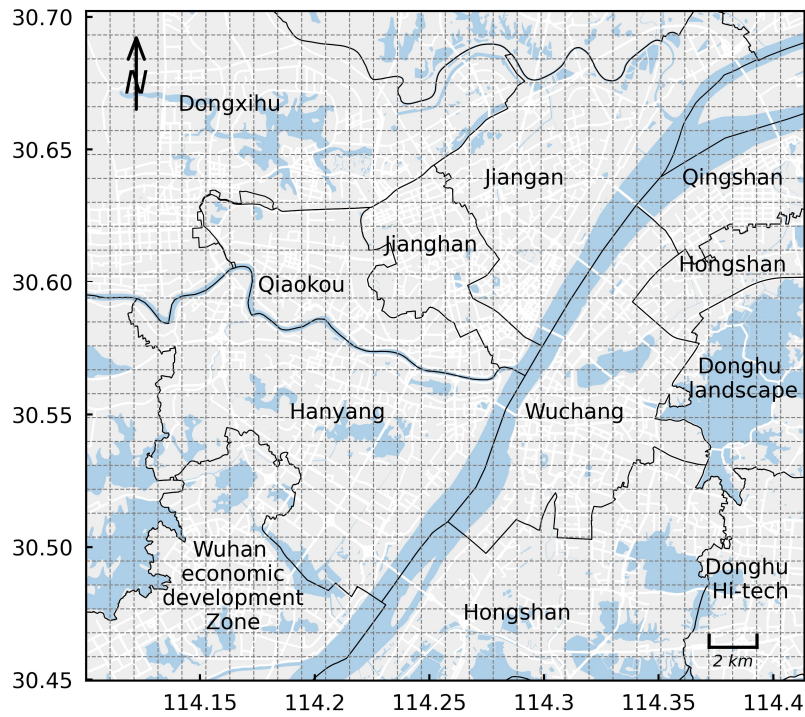 30.70
N
Dongxihu
30.65
Jiangan
Qingshan
Jianghan
Hongshan
30.60
Qiaokou
Donghu
landscape
30.55
Hanyang
Wuchang
30.50
Wuhan
economic
development
Zone
Donghu
Hi-tech
Hongshan
2 km
30.45
114.15
114.2
114.25
114.3
114.35
114.4